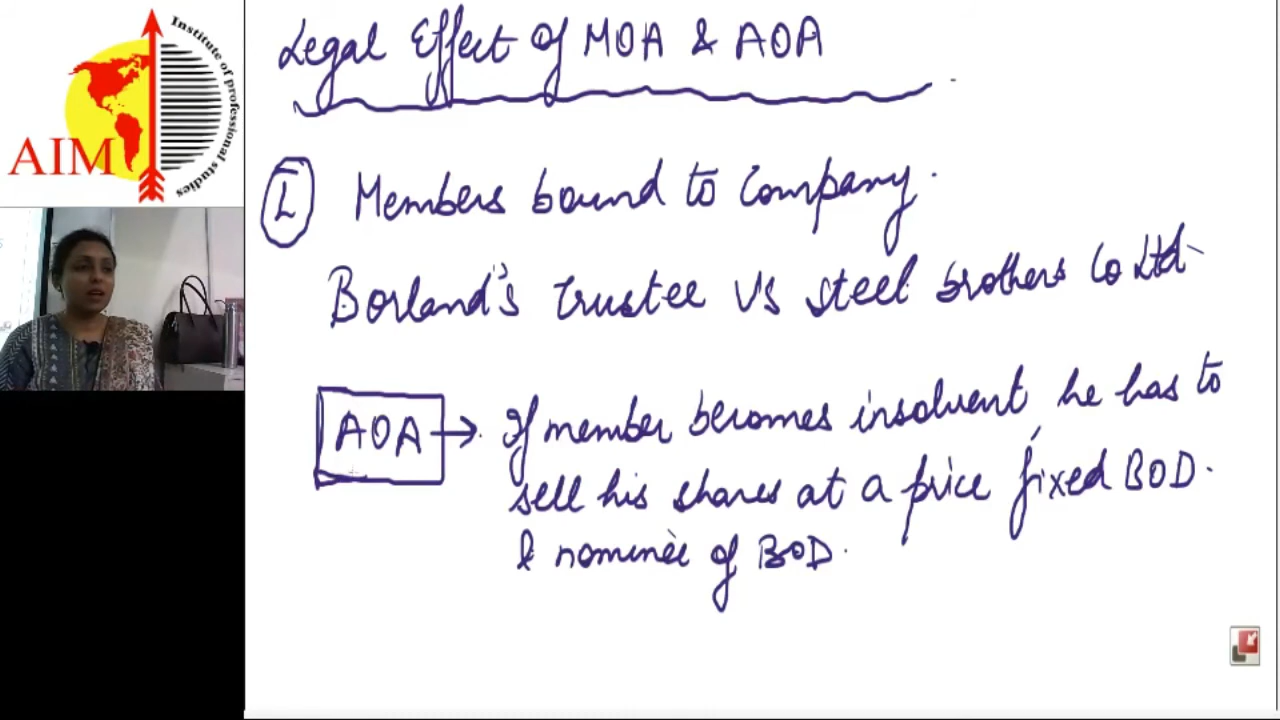 Legal Effect Of MOA & AOA
AIM
Institute of professional studies
I Members bound to Company.
Borland's trustee Vs Steel brothers Co Ltd.
AOA → If member becomes insolvent he has to
sell his shares at a price fixed BOD.
& nominee of BOD.